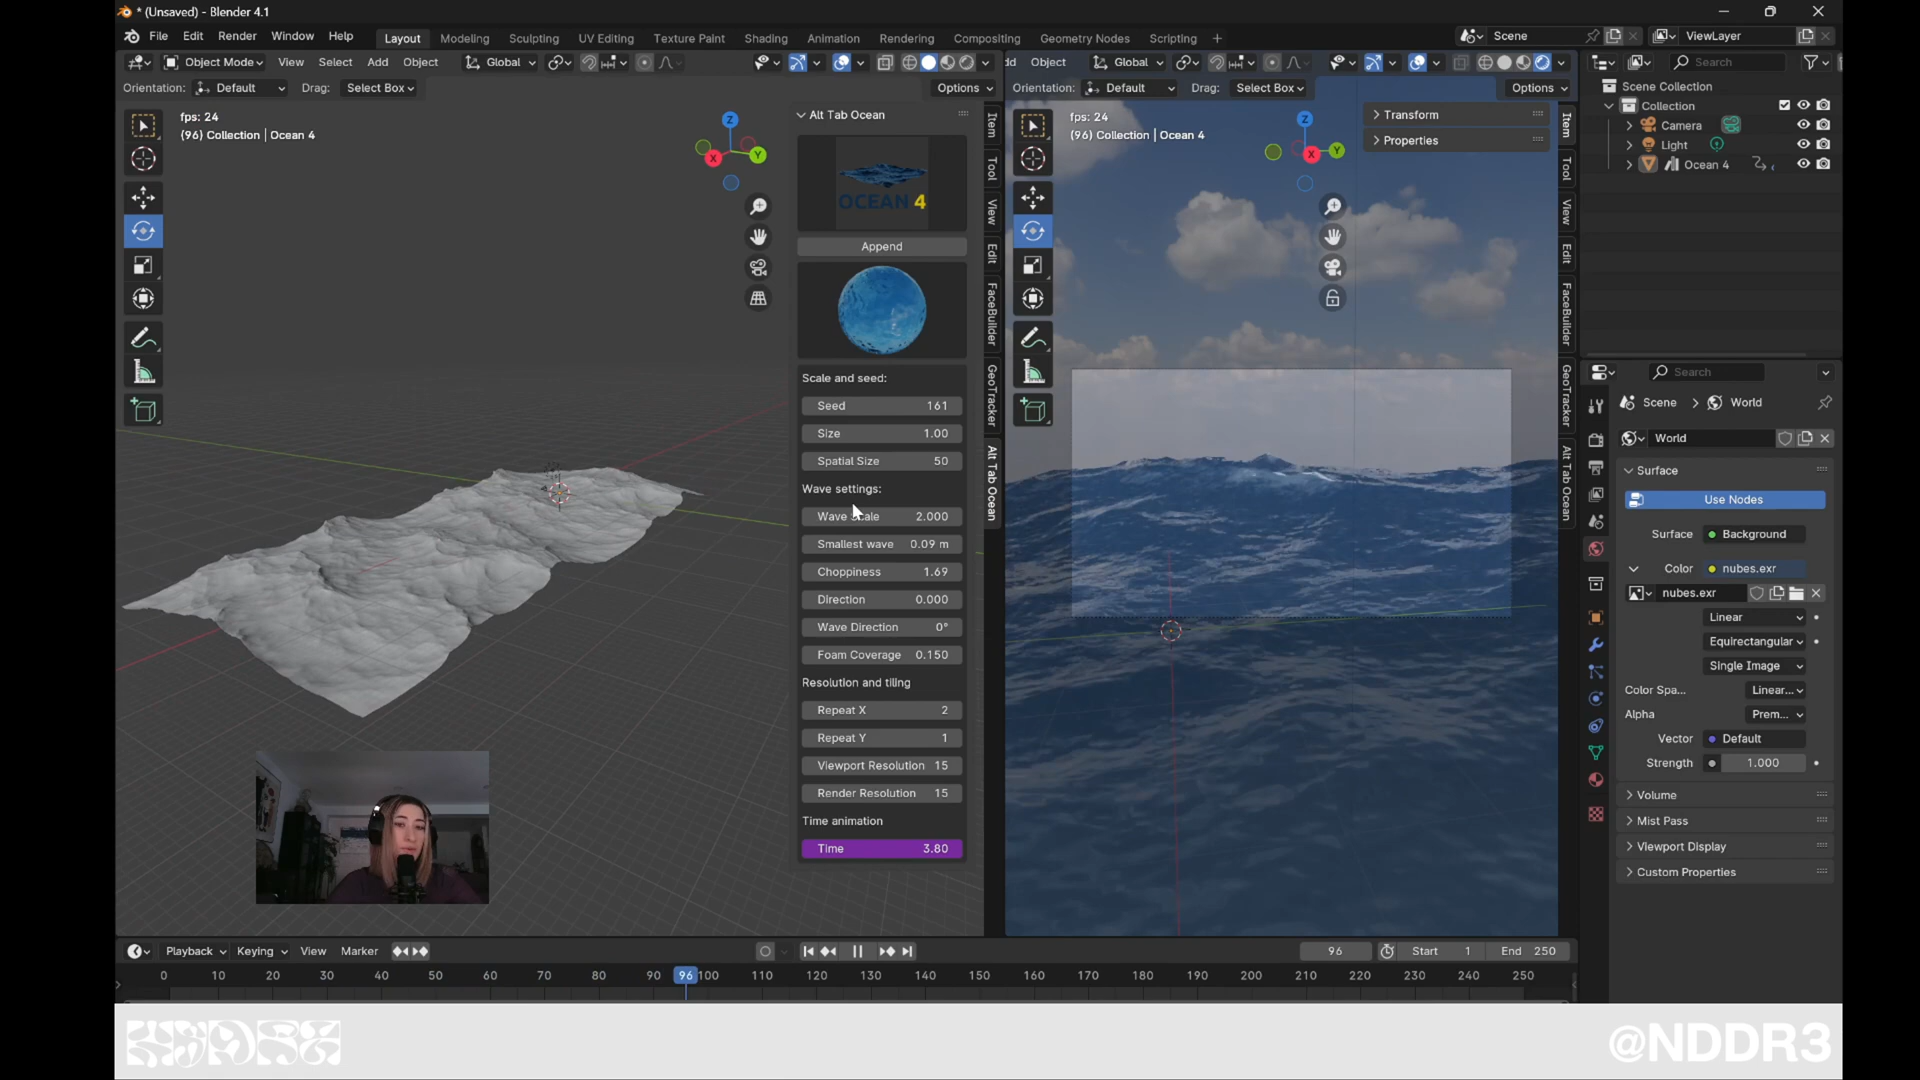 * (Unsaved) - Blender 4.1
File Edit Render Window Help Layout Modeling Sculpting UV Editing Texture Paint Shading Animation Rendering Compositing Geometry Nodes Scripting + Scene ViewLayer
Object Mode View Select Add Object Global
Object Global
Search
Orientation: Default Drag: Select Box Options
Orientation: Default Drag: Select Box Options
Scene Collection
Collection
Camera
Light
Ocean 4
fps: 24
(96) Collection | Ocean 4
Z
X
Y
Alt Tab Ocean
OCEAN 4
Append
Scale and seed:
Seed 161
Size 1.00
Spatial Size 50
Wave settings:
Wave Scale 2.000
Smallest wave 0.09 m
Choppiness 1.69
Direction 0.000
Wave Direction 0°
Foam Coverage 0.150
Resolution and tiling
Repeat X 2
Repeat Y 1
Viewport Resolution 15
Render Resolution 15
Time animation
Time 3.80
Item
Tool
View
Edit
FaceBuilder
GeoTracker
Alt Tab Ocean
fps: 24
(96) Collection | Ocean 4
Z
X
Y
Transform
Properties
Item
Tool
View
Edit
FaceBuilder
GeoTracker
Alt Tab Ocean
Search
Scene > World
World
Surface
Use Nodes
Surface Background
Color nubes.exr
nubes.exr
Linear
Equirectangular
Single Image
Color Spa... Linear...
Alpha Prem...
Vector Default
Strength 1.000
Volume
Mist Pass
Viewport Display
Custom Properties
Playback Keying View Marker 96 Start 1 End 250
0 10 20 30 40 50 60 70 80 90 96 100 110 120 130 140 150 160 170 180 190 200 210 220 230 240 250
@NDDR3